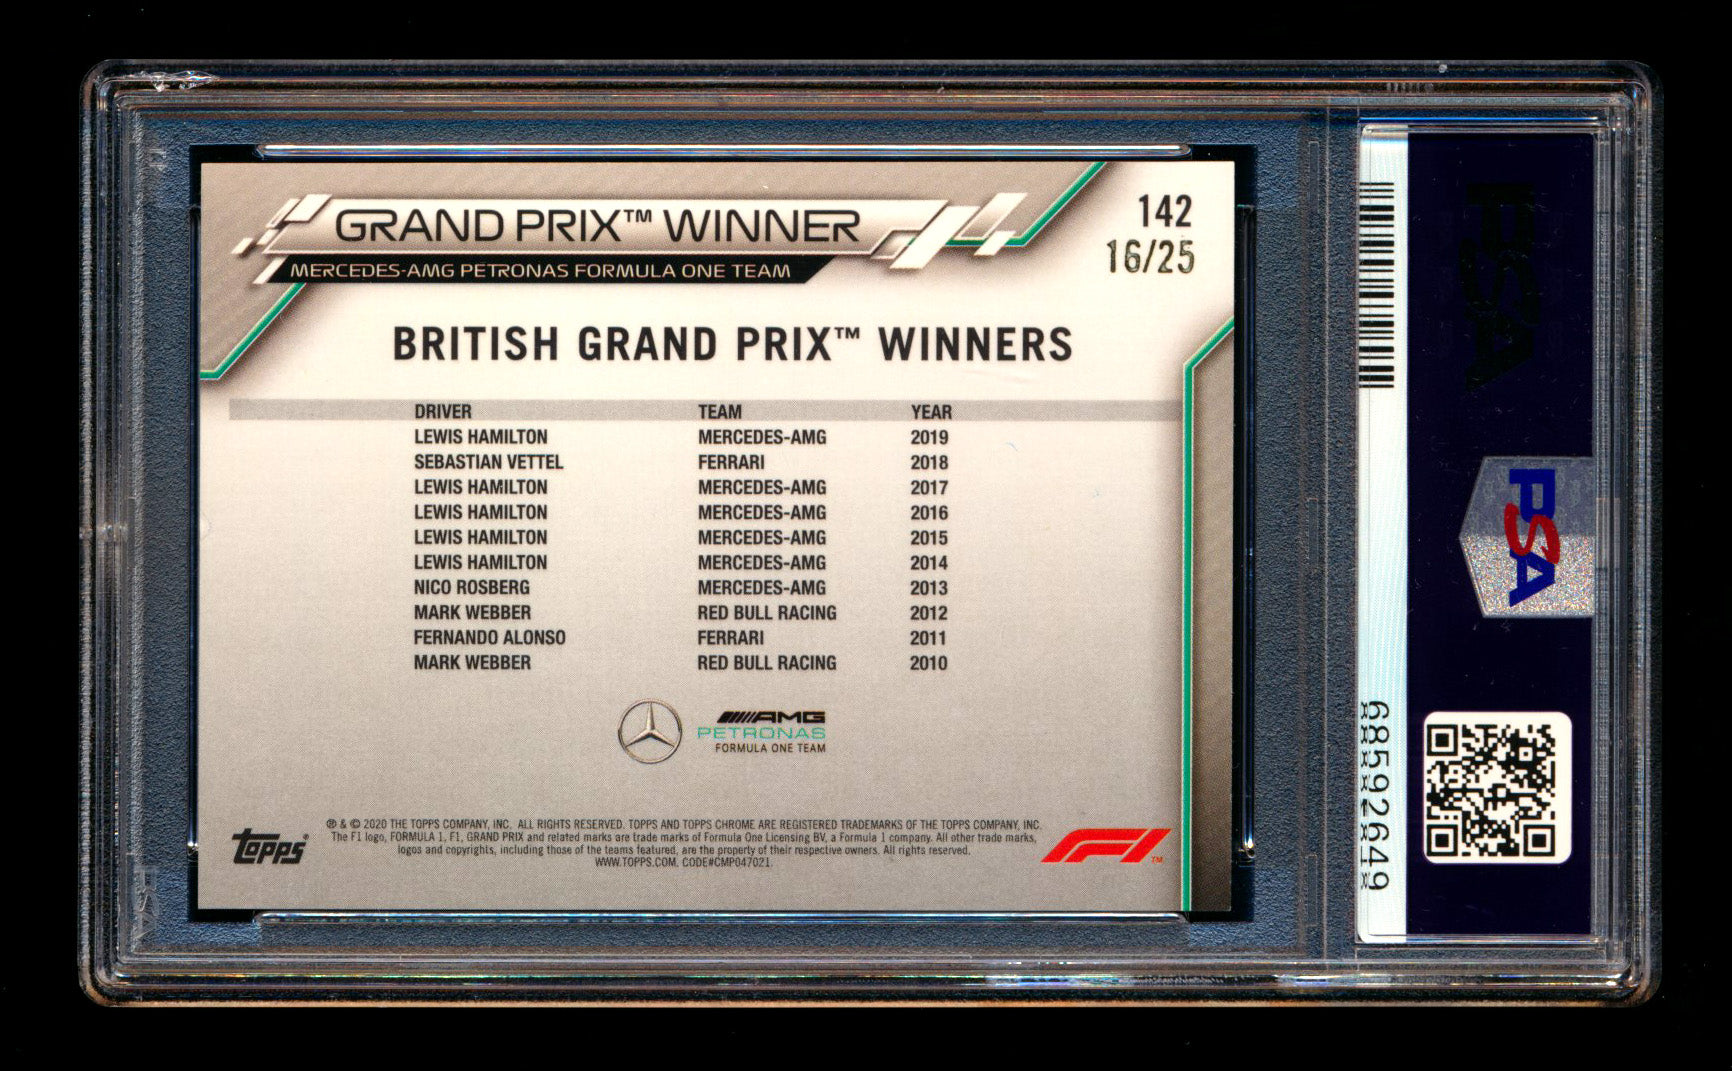 GRAND PRIX™ WINNER
MERCEDES-AMG PETRONAS FORMULA ONE TEAM
142
16/25
BRITISH GRAND PRIX™ WINNERS
DRIVER TEAM YEAR
LEWIS HAMILTON MERCEDES-AMG 2019
SEBASTIAN VETTEL FERRARI 2018
LEWIS HAMILTON MERCEDES-AMG 2017
LEWIS HAMILTON MERCEDES-AMG 2016
LEWIS HAMILTON MERCEDES-AMG 2015
LEWIS HAMILTON MERCEDES-AMG 2014
NICO ROSBERG MERCEDES-AMG 2013
MARK WEBBER RED BULL RACING 2012
FERNANDO ALONSO FERRARI 2011
MARK WEBBER RED BULL RACING 2010
AMG
PETRONAS
FORMULA ONE TEAM
topps®
® & © 2020 THE TOPPS COMPANY, INC. ALL RIGHTS RESERVED. TOPPS AND TOPPS CHROME ARE REGISTERED TRADEMARKS OF THE TOPPS COMPANY, INC.
The F1 logo, FORMULA 1, F1, GRAND PRIX and related marks are trade marks of Formula One Licensing BV, a Formula 1 company. All other trade marks,
logos and copyrights, including those of the teams featured, are the property of their respective owners. All rights reserved.
WWW.TOPPS.COM. CODE#CMP047021.
F1™
PSA
PSA
68592649